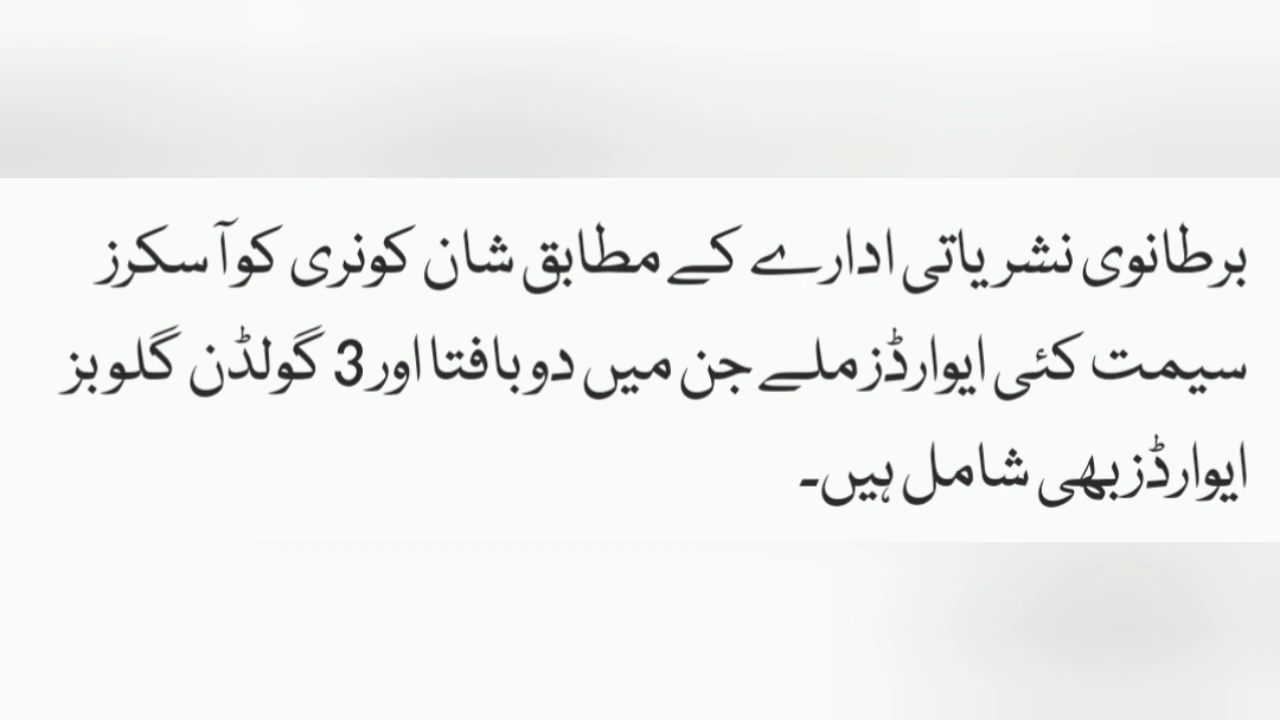 برطانوی نشریاتی ادارے کے مطابق شان کونری کو آسکرز
سیمت کئی ایوارڈز ملے جن میں دو بافتا اور 3 گولڈن گلوبز
ایوارڈز بھی شامل ہیں۔